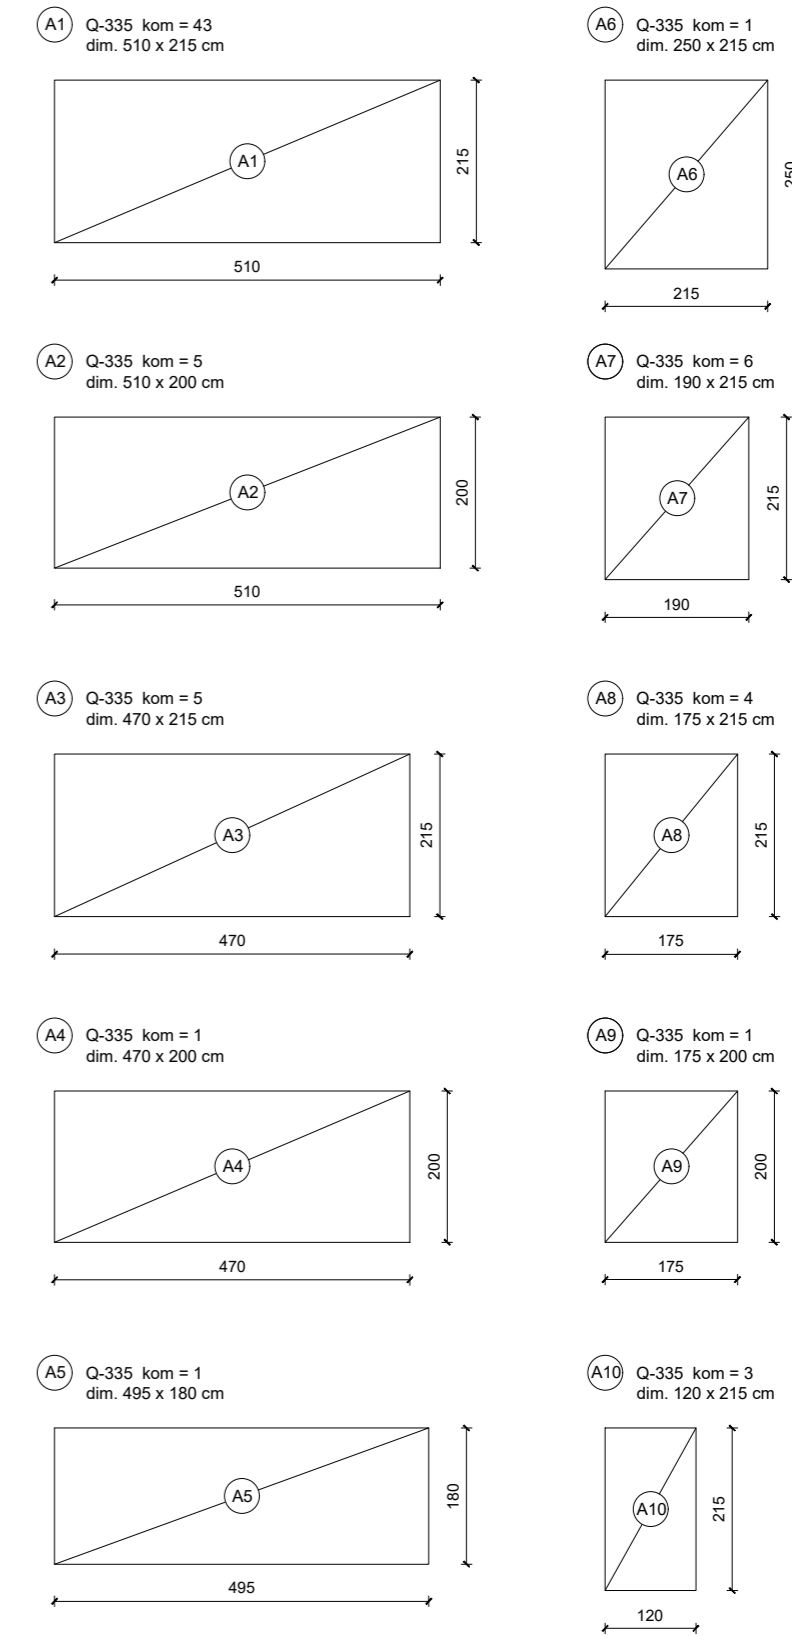 A1 Q-335 kom = 43
dim. 510 x 215 cm
A1
215
510
A2 Q-335 kom = 5
dim. 510 x 200 cm
A2
200
510
A3 Q-335 kom = 5
dim. 470 x 215 cm
A3
215
470
A4 Q-335 kom = 1
dim. 470 x 200 cm
A4
200
470
A5 Q-335 kom = 1
dim. 495 x 180 cm
A5
180
495
A6 Q-335 kom = 1
dim. 250 x 215 cm
A6
250
215
A7 Q-335 kom = 6
dim. 190 x 215 cm
A7
215
190
A8 Q-335 kom = 4
dim. 175 x 215 cm
A8
215
175
A9 Q-335 kom = 1
dim. 175 x 200 cm
A9
200
175
A10 Q-335 kom = 3
dim. 120 x 215 cm
A10
215
120